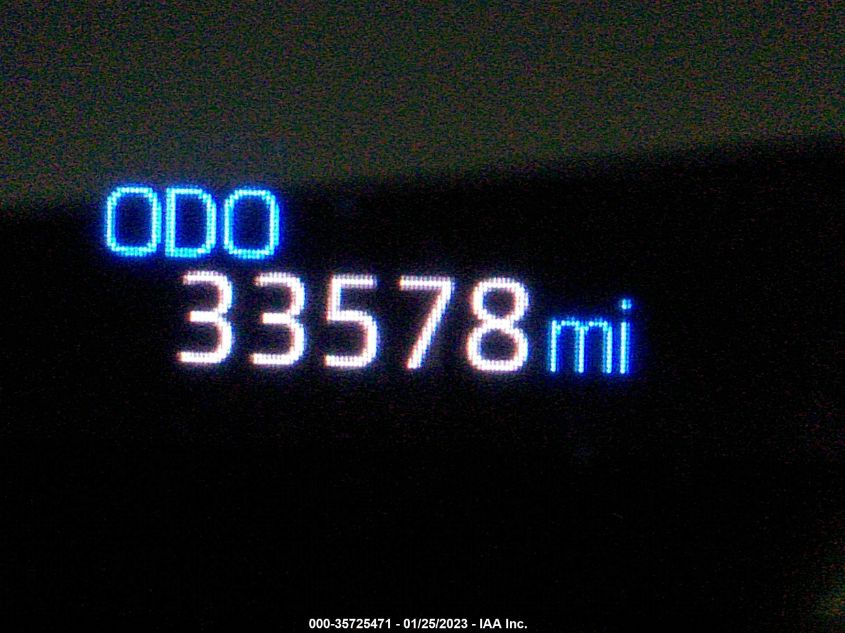 ODO
33578 mi
000-35725471 - 01/25/2023 - IAA Inc.